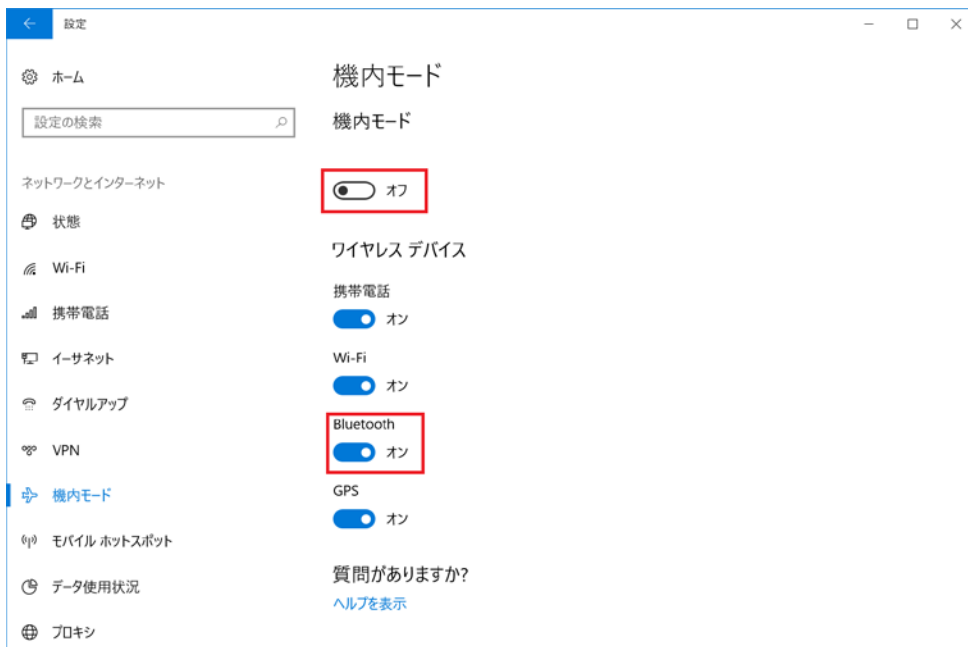 設定
ホーム
設定の検索
ネットワークとインターネット
状態
Wi-Fi
携帯電話
イーサネット
ダイヤルアップ
VPN
機内モード
モバイル ホットスポット
データ使用状況
プロキシ
機内モード
機内モード
オフ
ワイヤレス デバイス
携帯電話
オン
Wi-Fi
オン
Bluetooth
オン
GPS
オン
質問がありますか?
ヘルプを表示